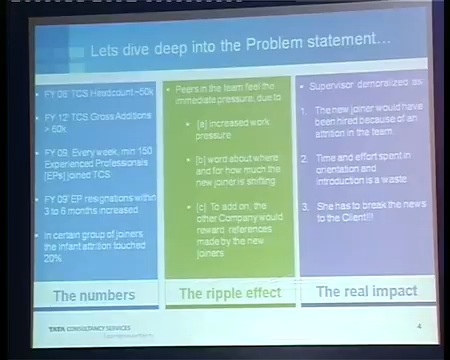 Lets dive deep into the Problem statement...
FY 06 TCS Headcount~50k
FY 12 TCS Gross Additions
> 60k
FY 09, Every week, min 150
Experienced Professionals
[EPs] joined TCS
FY 09 EP resignations within
3 to 6 months increased
In certain group of joiners
the infant attrition touched
20%
The numbers
Peers in the team feel the
immediate pressure, due to
(a) increased work
pressure
(b) word about where
and for how much the
new joiner is shifting
(c) To add on, the
other Company would
reward references
made by the new
joiners
The ripple effect
Supervisor demoralized as
1. The new joiner would have
been hired because of an
attrition in the team
2. Time and effort spent in
orientation and
introduction is a waste
3. She has to break the news
to the Client!!!
The real impact
TATA CONSULTANCY SERVICES
4